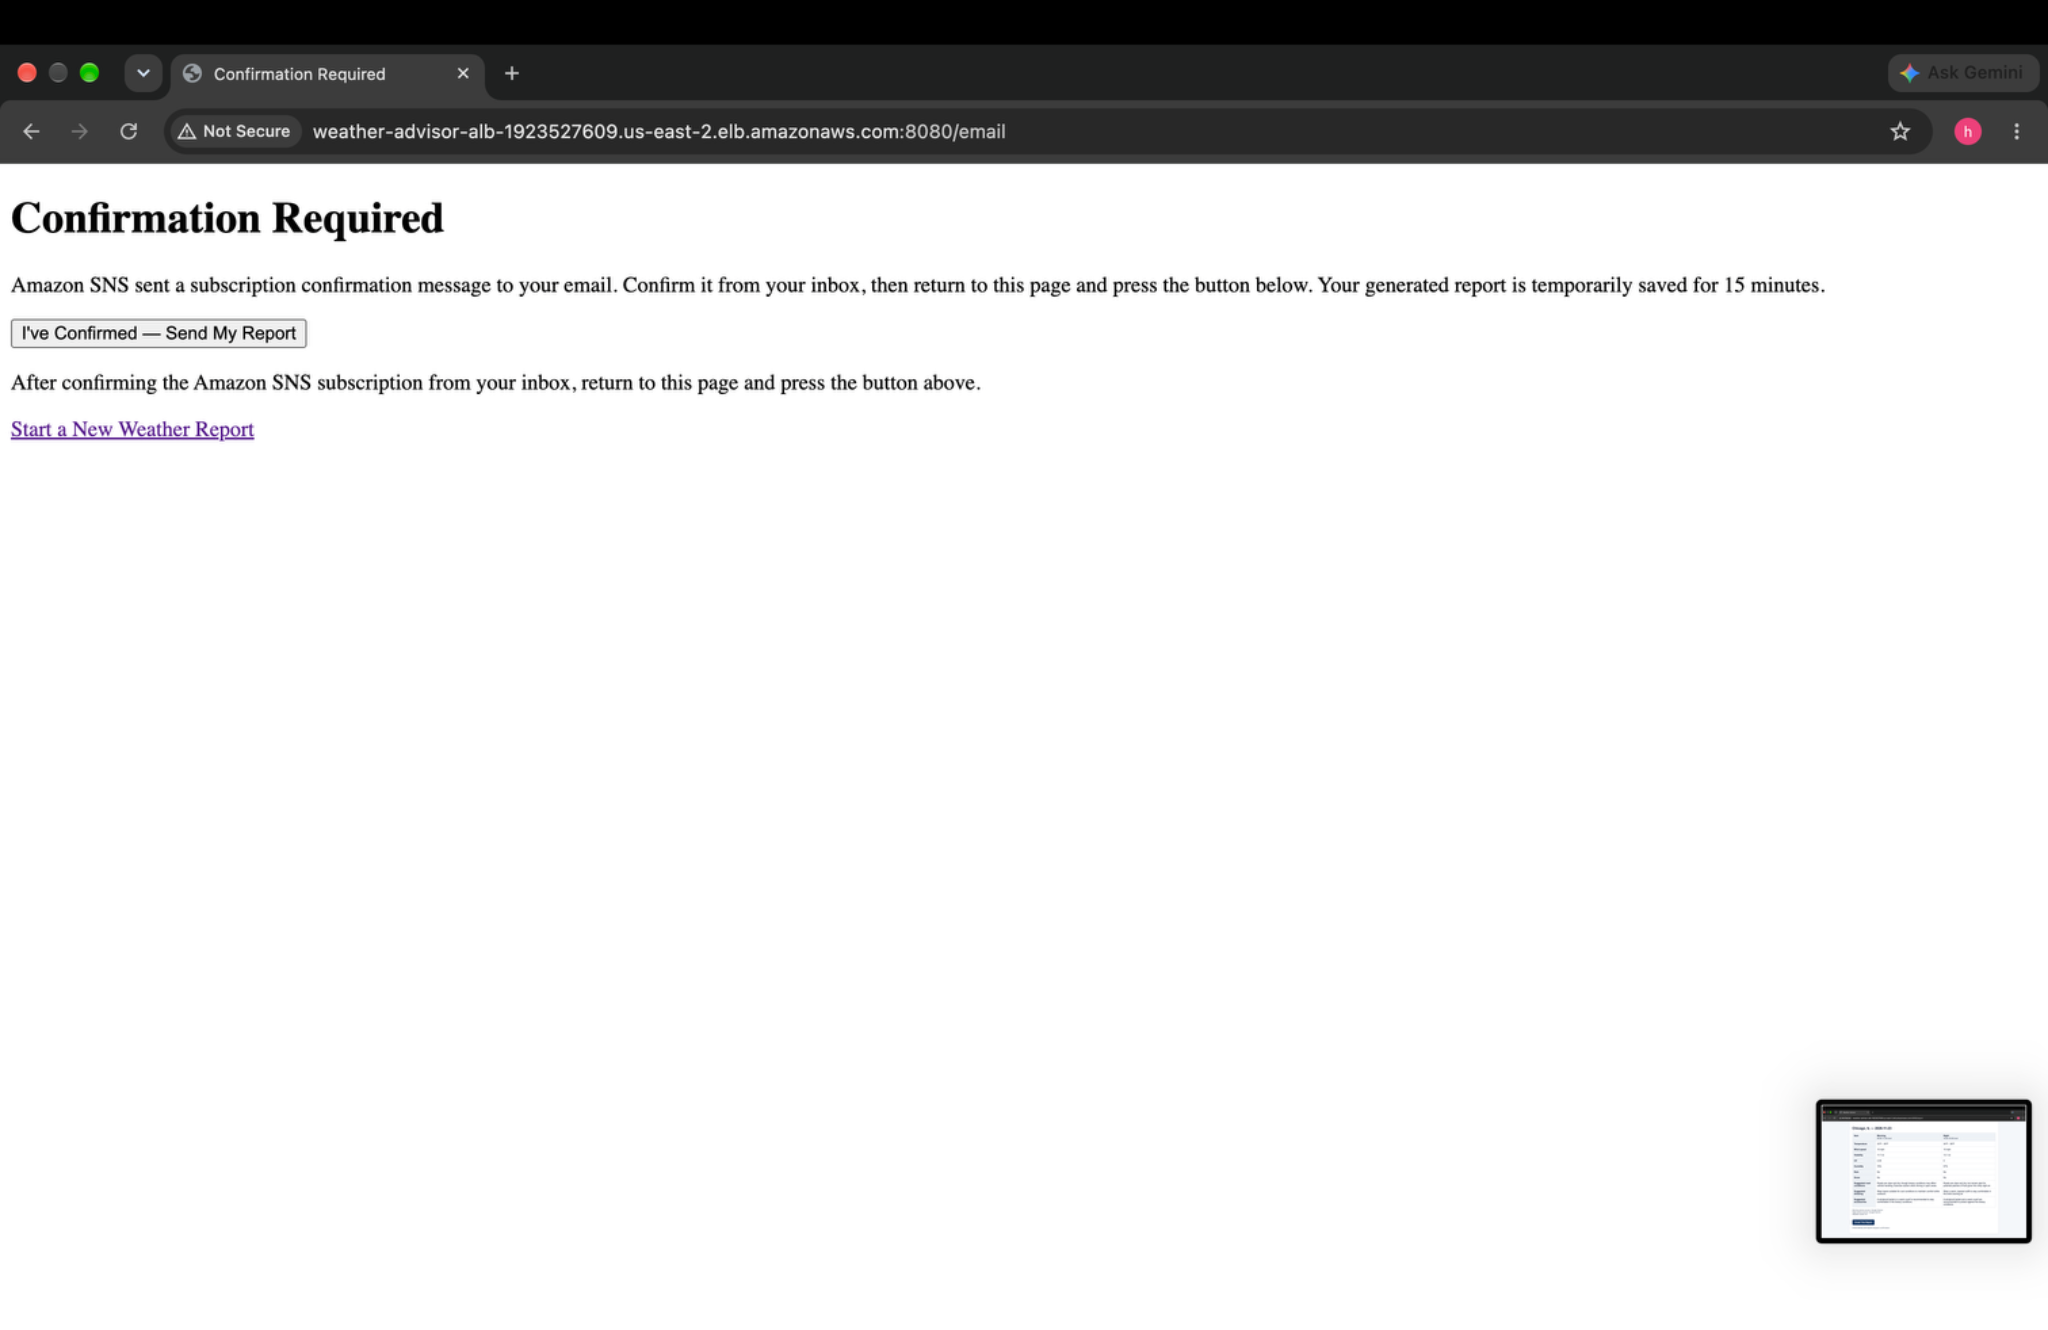 Confirmation Required
Ask Gemini
Not Secure
weather-advisor-alb-1923527609.us-east-2.elb.amazonaws.com:8080/email
h
Confirmation Required
Amazon SNS sent a subscription confirmation message to your email. Confirm it from your inbox, then return to this page and press the button below. Your generated report is temporarily saved for 15 minutes.
I've Confirmed — Send My Report
After confirming the Amazon SNS subscription from your inbox, return to this page and press the button above.
Start a New Weather Report